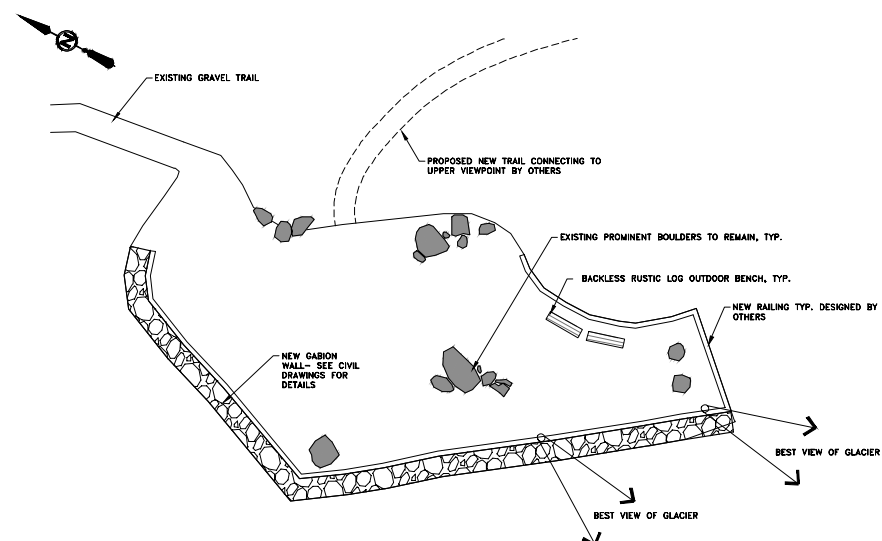 N
EXISTING GRAVEL TRAIL
PROPOSED NEW TRAIL CONNECTING TO
UPPER VIEWPOINT BY OTHERS
EXISTING PROMINENT BOULDERS TO REMAIN, TYP.
BACKLESS RUSTIC LOG OUTDOOR BENCH, TYP.
NEW RAILING TYP. DESIGNED BY
OTHERS
NEW GABION
WALL- SEE CIVIL
DRAWINGS FOR
DETAILS
BEST VIEW OF GLACIER
BEST VIEW OF GLACIER